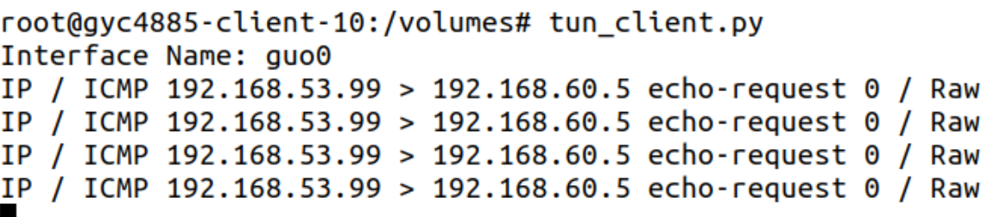 root@gyc4885-client-10:/volumes# tun_client.py
Interface Name: guo0
IP / ICMP 192.168.53.99 > 192.168.60.5 echo-request 0 / Raw
IP / ICMP 192.168.53.99 > 192.168.60.5 echo-request 0 / Raw
IP / ICMP 192.168.53.99 > 192.168.60.5 echo-request 0 / Raw
IP / ICMP 192.168.53.99 > 192.168.60.5 echo-request 0 / Raw